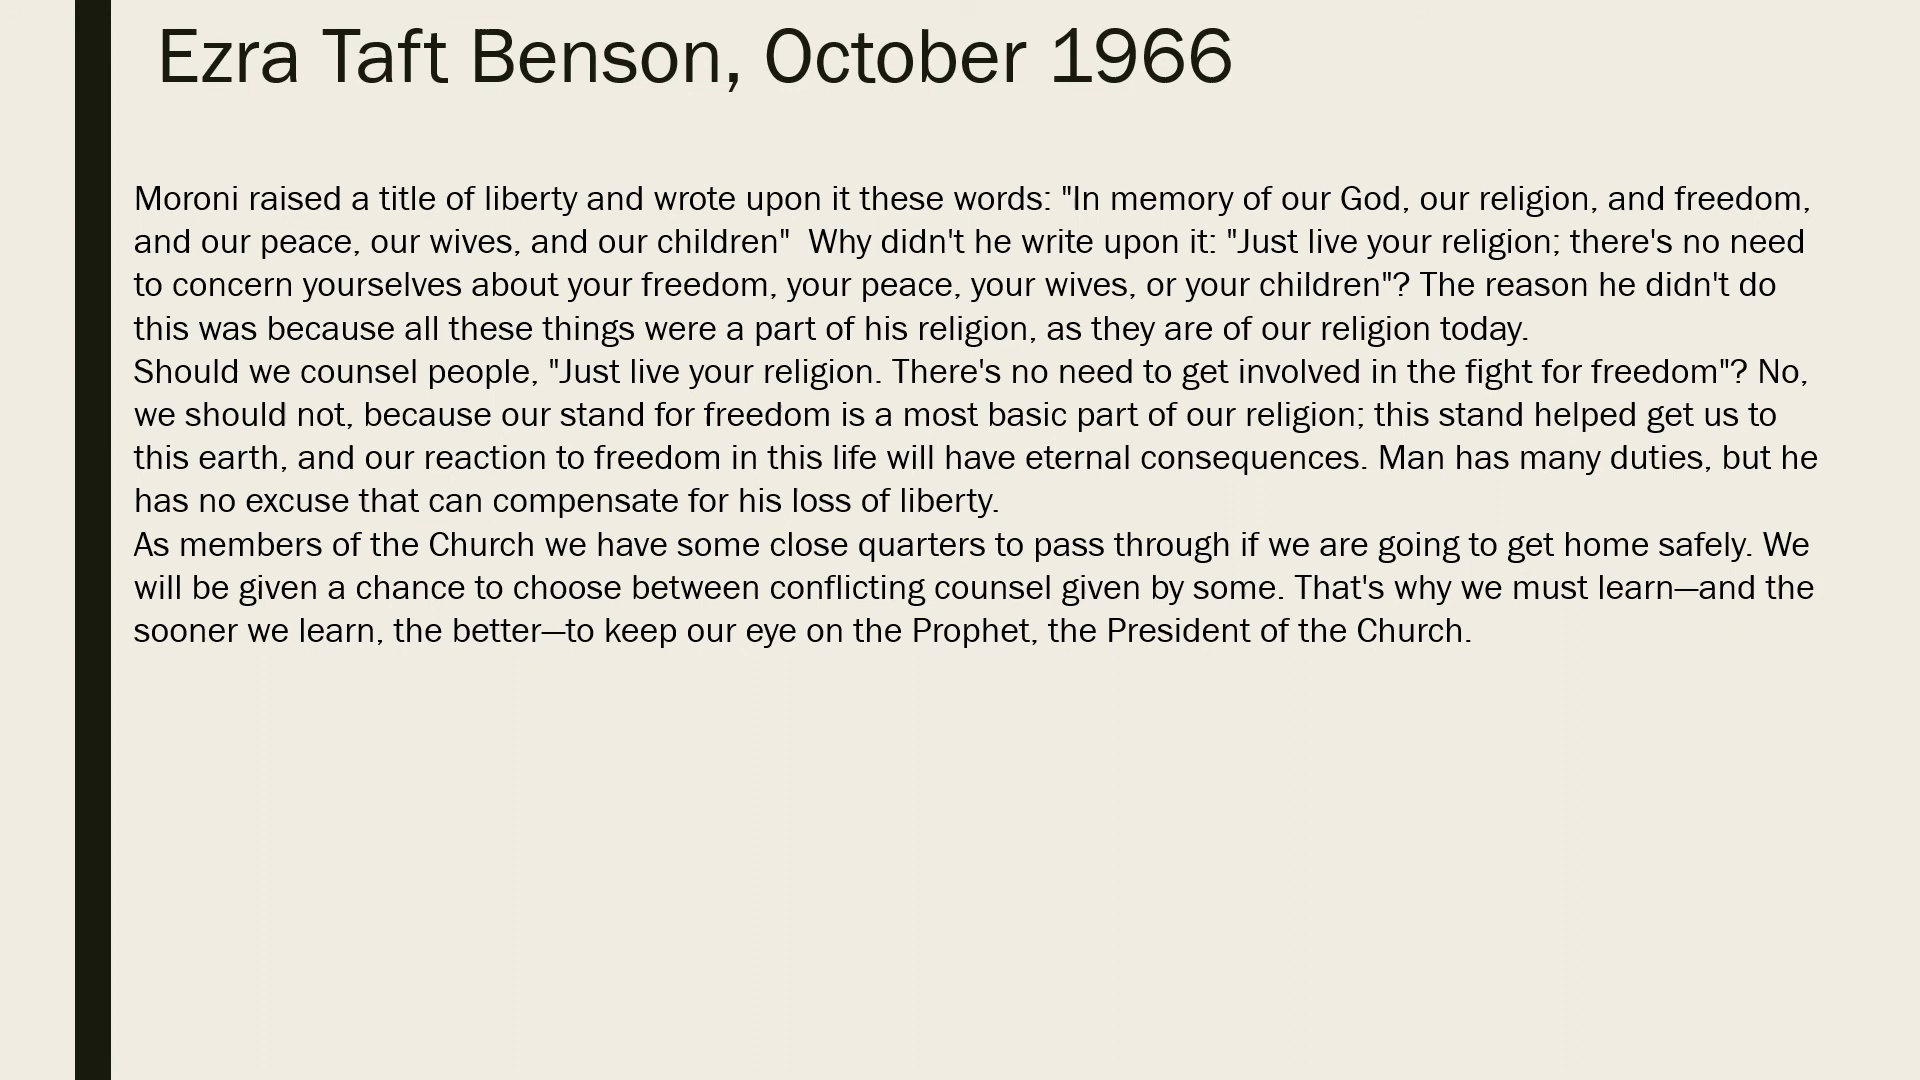 Ezra Taft Benson, October 1966
Moroni raised a title of liberty and wrote upon it these words: "In memory of our God, our religion, and freedom,
and our peace, our wives, and our children"  Why didn't he write upon it: "Just live your religion; there's no need
to concern yourselves about your freedom, your peace, your wives, or your children"? The reason he didn't do
this was because all these things were a part of his religion, as they are of our religion today.
Should we counsel people, "Just live your religion. There's no need to get involved in the fight for freedom"? No,
we should not, because our stand for freedom is a most basic part of our religion; this stand helped get us to
this earth, and our reaction to freedom in this life will have eternal consequences. Man has many duties, but he
has no excuse that can compensate for his loss of liberty.
As members of the Church we have some close quarters to pass through if we are going to get home safely. We
will be given a chance to choose between conflicting counsel given by some. That's why we must learn—and the
sooner we learn, the better—to keep our eye on the Prophet, the President of the Church.